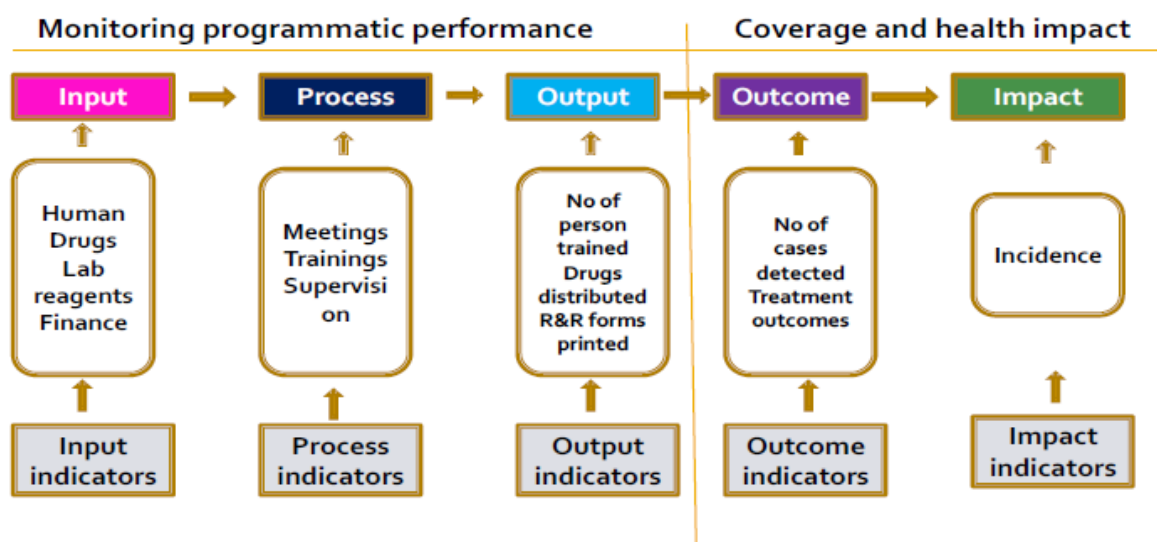 Monitoring programmatic performance
Coverage and health impact
Input
Process
Output
Outcome
Impact
Human
Drugs
Lab
reagents
Finance
Meetings
Trainings
Supervisi
on
No of
person
trained
Drugs
distributed
R&R forms
printed
No of
cases
detected
Treatment
outcomes
Incidence
Input
indicators
Process
indicators
Output
indicators
Outcome
indicators
Impact
indicators